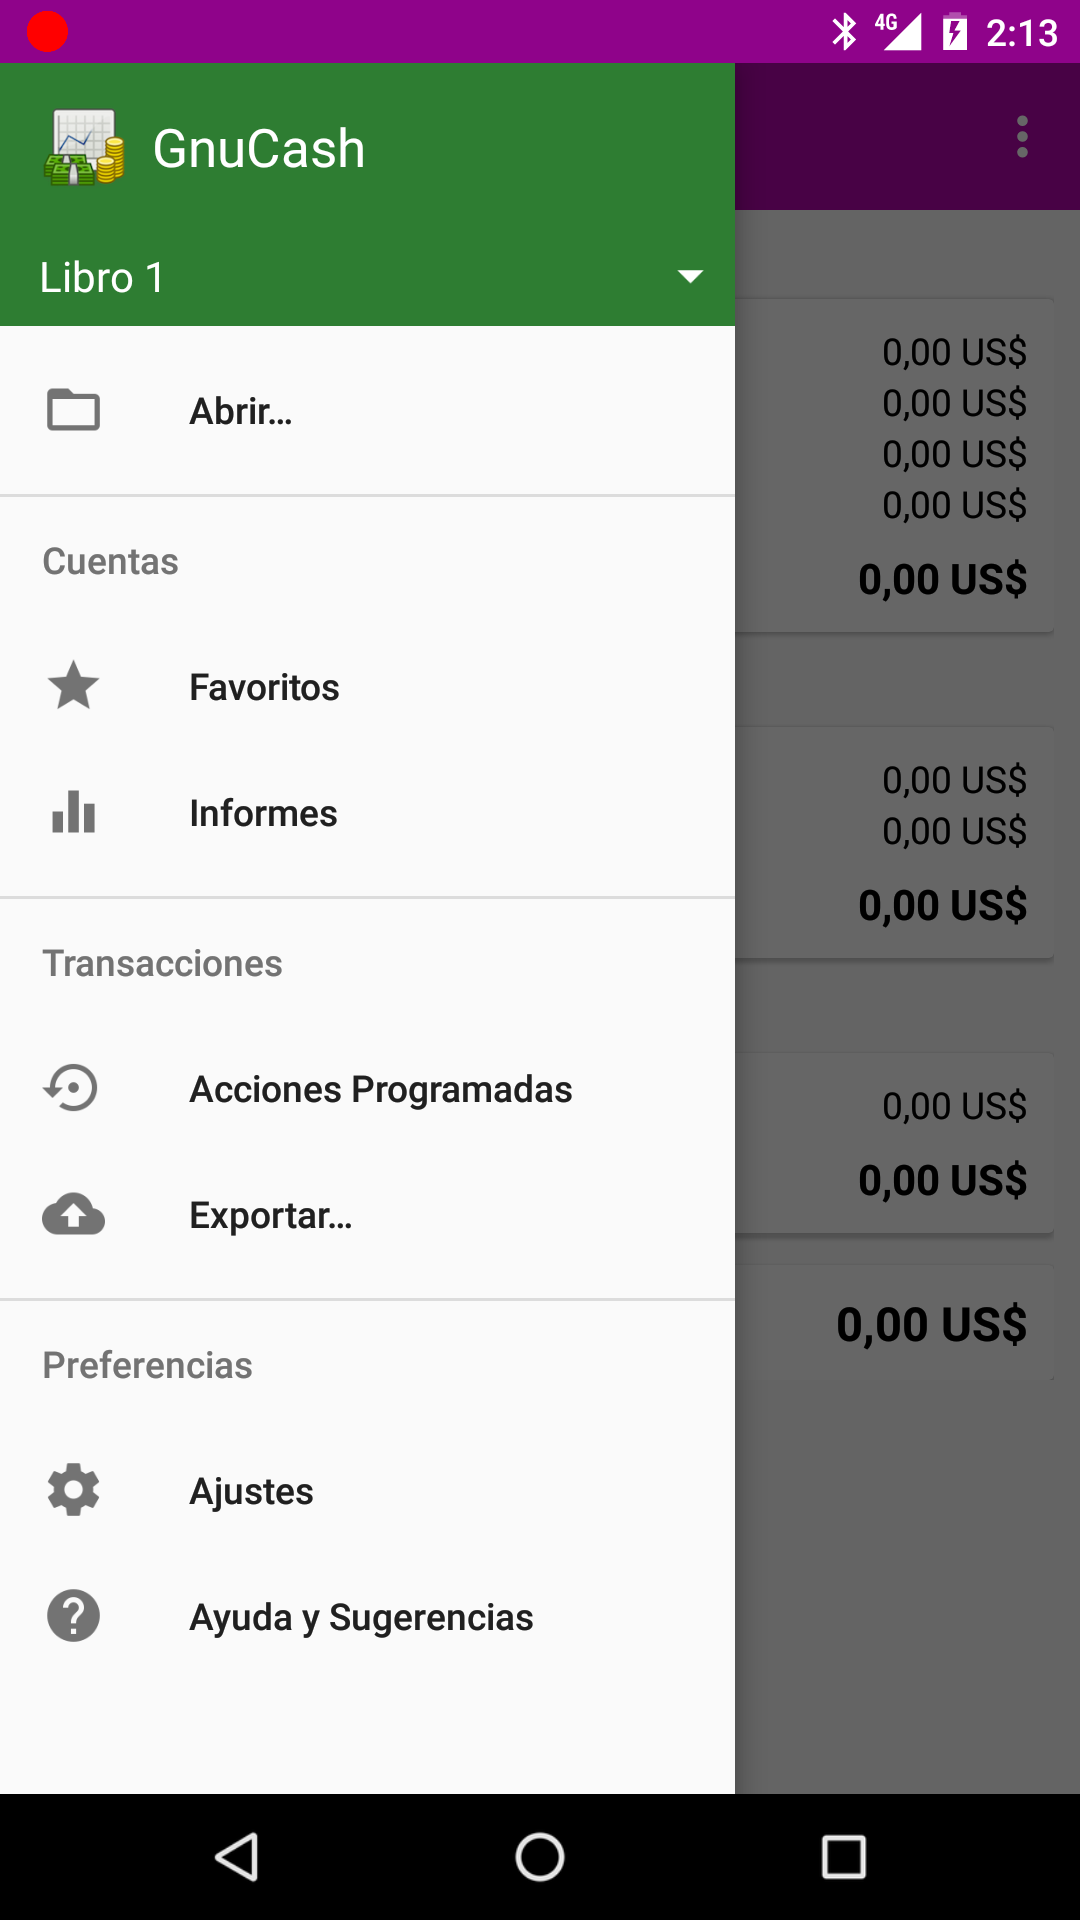 4G 2:13
GnuCash
Libro 1
Abrir...
Cuentas
Favoritos
Informes
Transacciones
Acciones Programadas
Exportar...
Preferencias
Ajustes
Ayuda y Sugerencias
0,00 US$
0,00 US$
0,00 US$
0,00 US$
0,00 US$
0,00 US$
0,00 US$
0,00 US$
0,00 US$
0,00 US$
0,00 US$